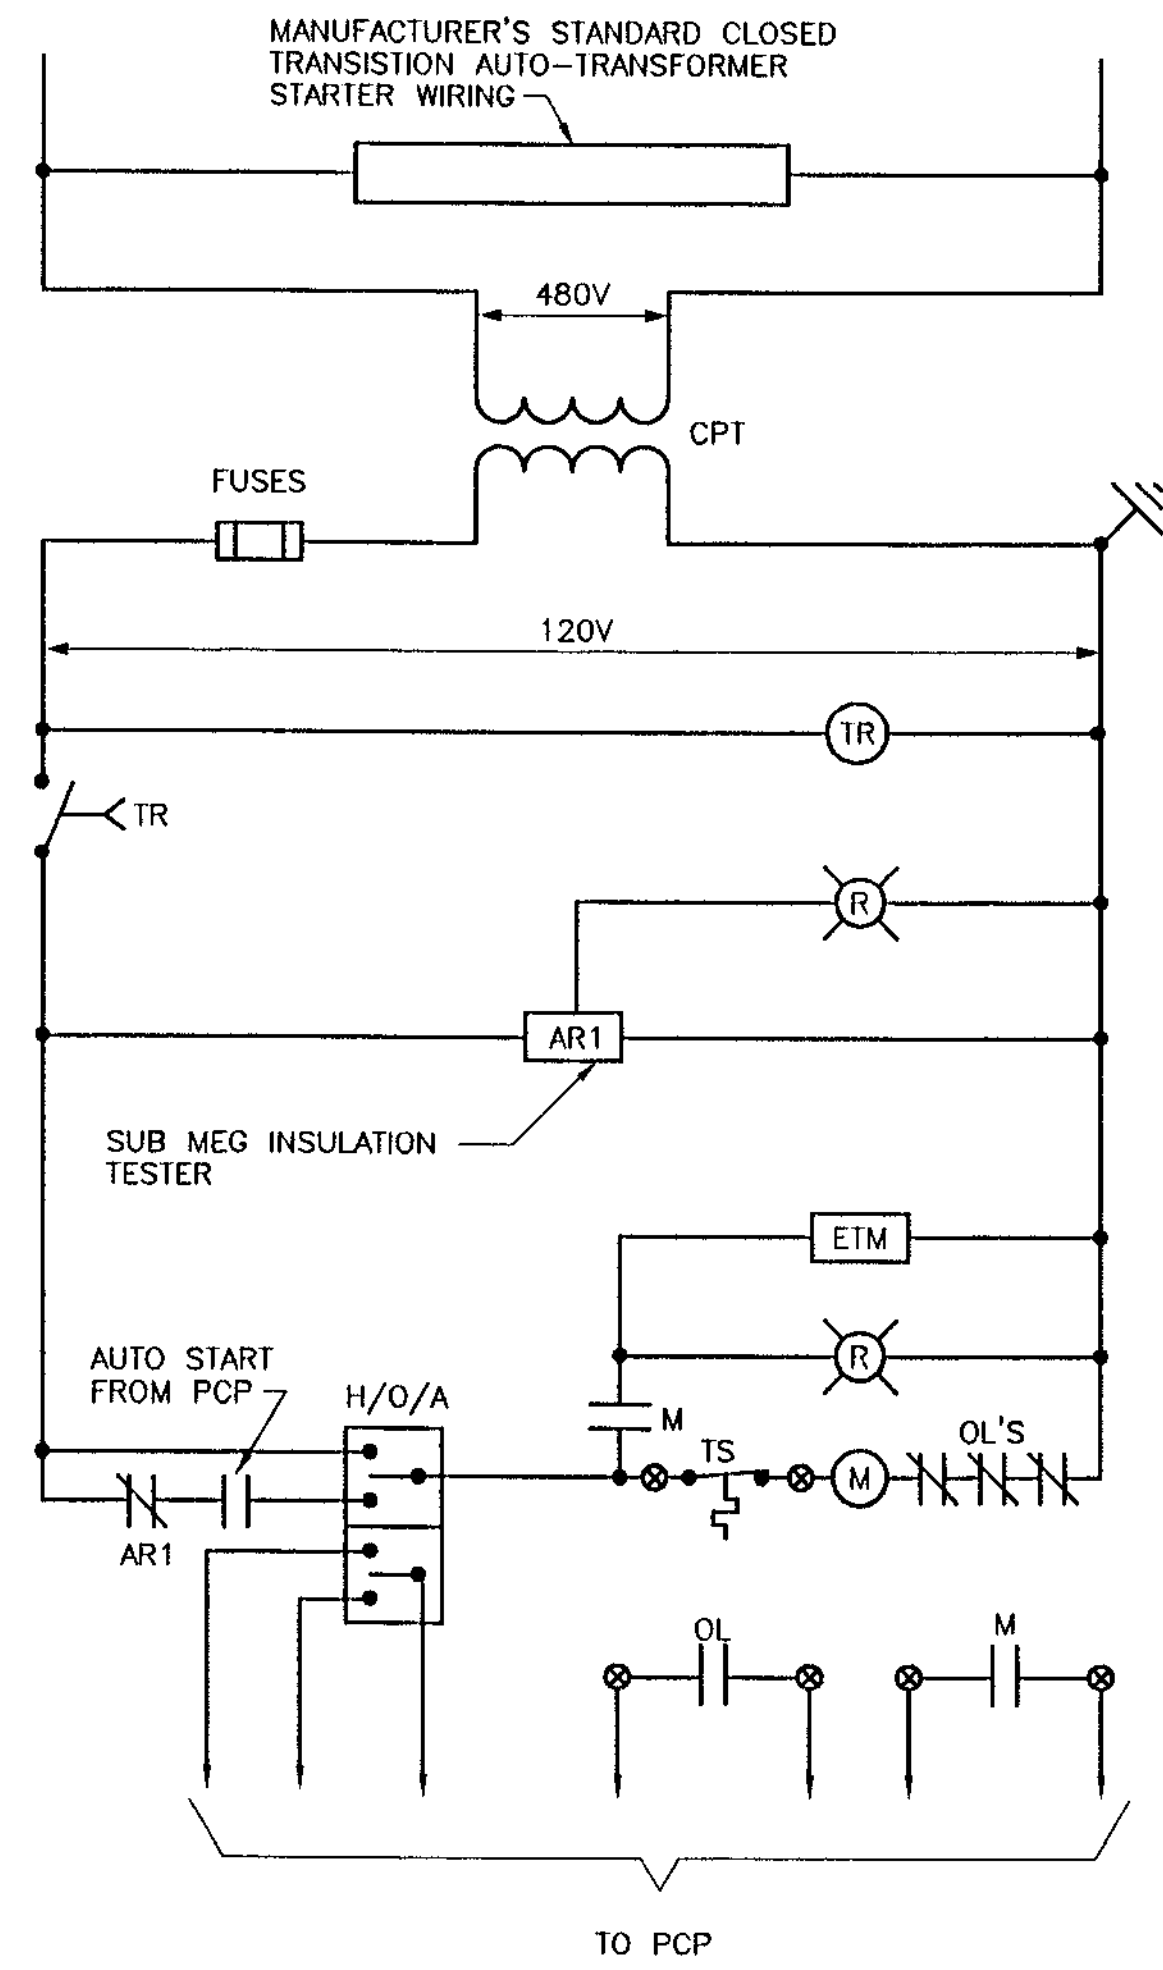 MANUFACTURER'S STANDARD CLOSED
TRANSISTION AUTO-TRANSFORMER
STARTER WIRING
480V
CPT
FUSES
120V
TR
TR
R
AR1
SUB MEG INSULATION
TESTER
ETM
AUTO START
FROM PCP
R
H/O/A
M
OL'S
TS
M
AR1
OL
M
TO PCP